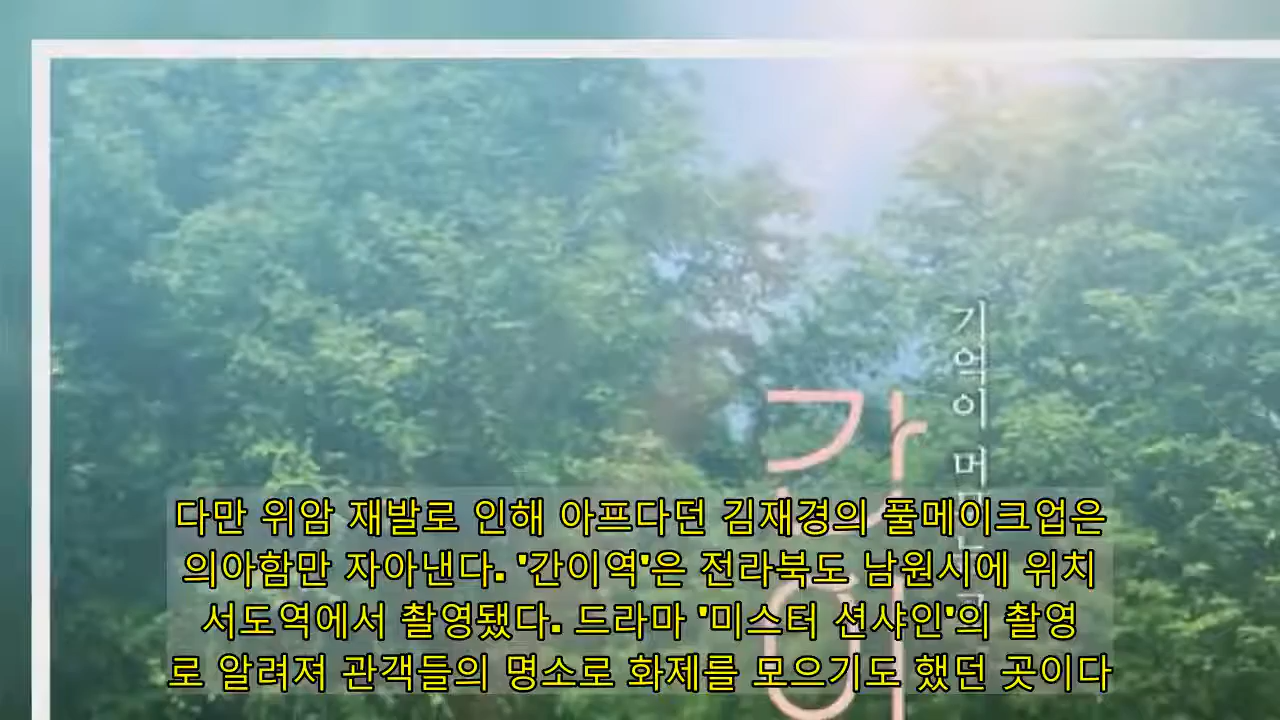 기억이 머
간이
다만 위암 재발로 인해 아프다던 김재경의 풀메이크업은
의아함만 자아낸다. '간이역'은 전라북도 남원시에 위치
서도역에서 촬영됐다. 드라마 '미스터 션샤인'의 촬영
로 알려져 관객들의 명소로 화제를 모으기도 했던 곳이다